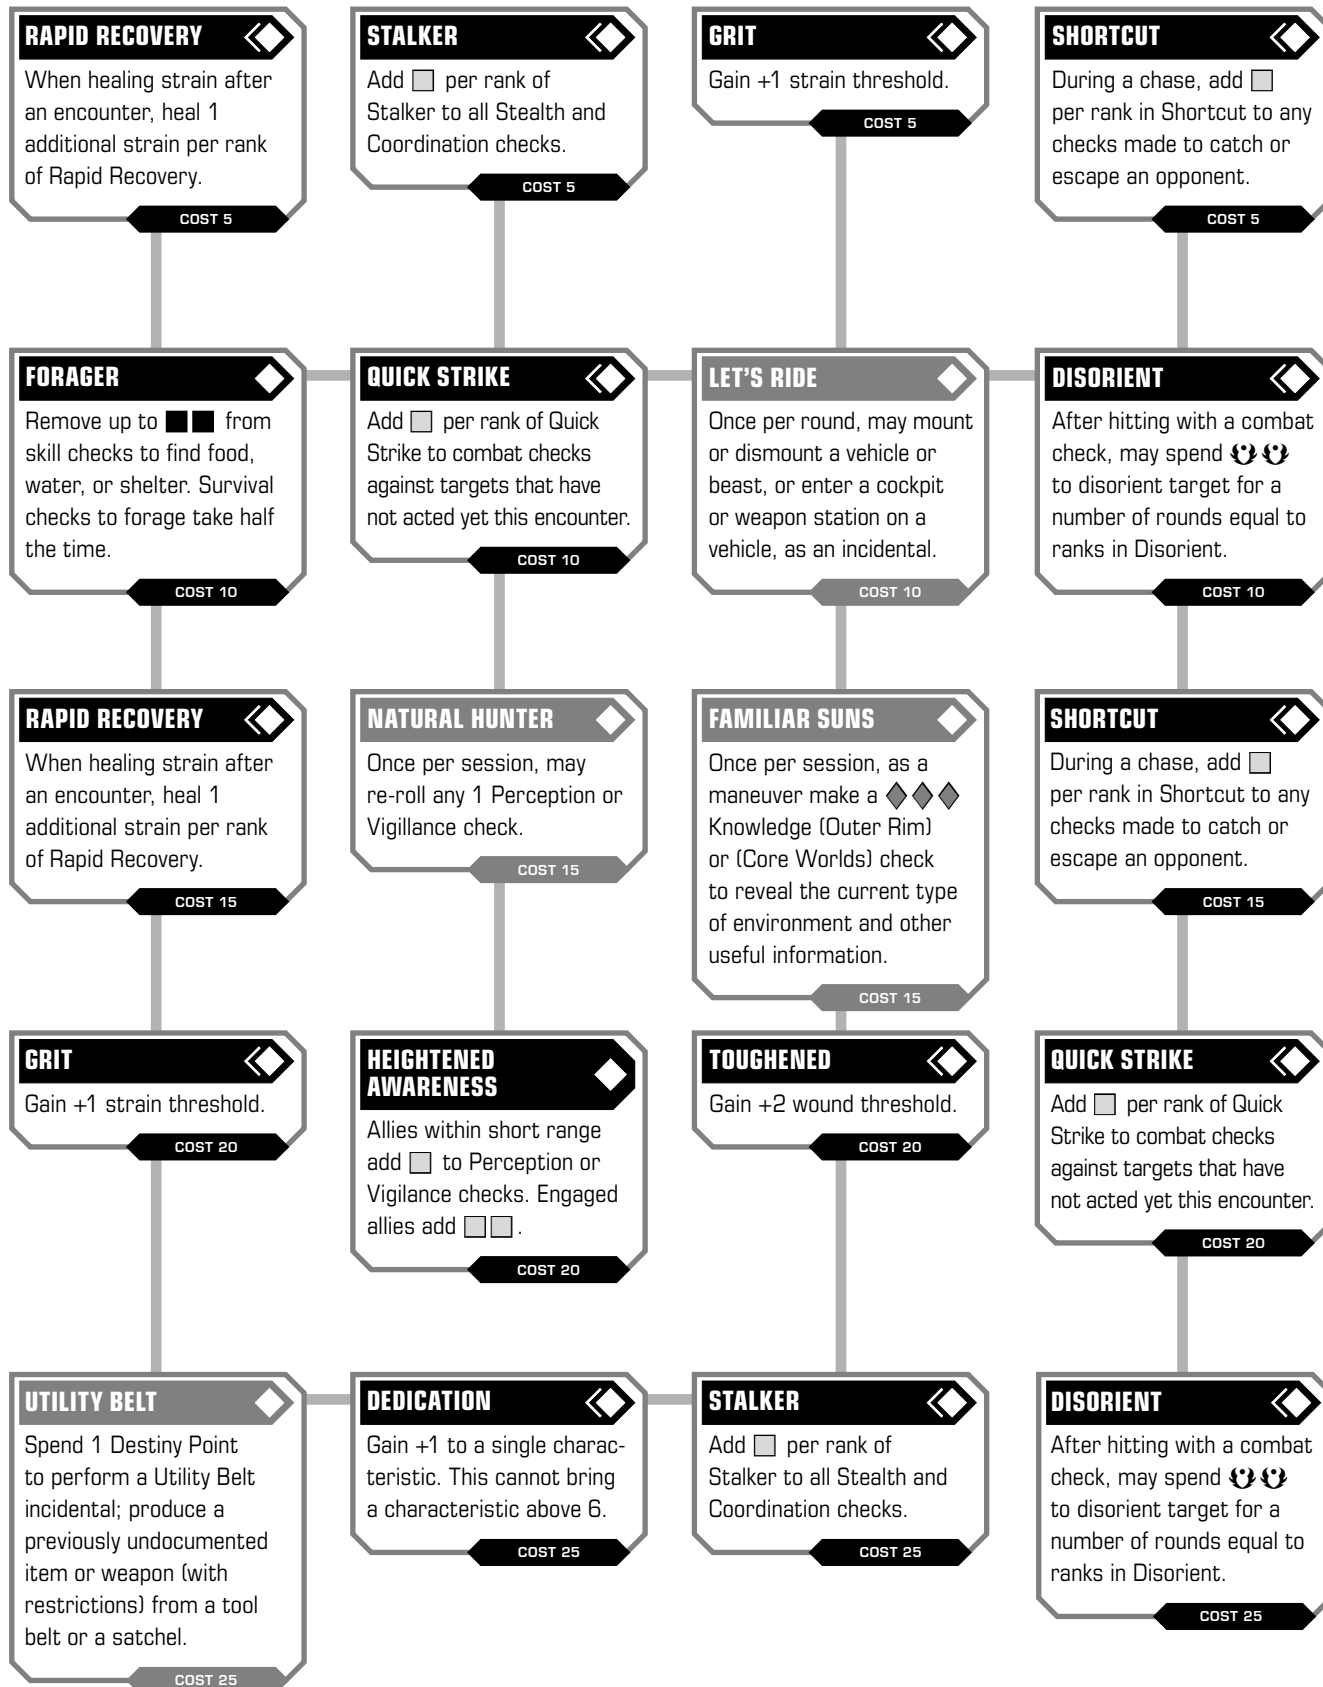 RAPID RECOVERY
When healing strain after
an encounter, heal 1
additional strain per rank
of Rapid Recovery.
COST 5
STALKER
Add per rank of
Stalker to all Stealth and
Coordination checks.
COST 5
GRIT
Gain +1 strain threshold.
COST 5
SHORTCUT
During a chase, add
per rank in Shortcut to any
checks made to catch or
escape an opponent.
COST 5
FORAGER
Remove up to from
skill checks to find food,
water, or shelter. Survival
checks to forage take half
the time.
COST 10
QUICK STRIKE
Add per rank of Quick
Strike to combat checks
against targets that have
not acted yet this encounter.
COST 10
LET'S RIDE
Once per round, may mount
or dismount a vehicle or
beast, or enter a cockpit
or weapon station on a
vehicle, as an incidental.
COST 10
DISORIENT
After hitting with a combat
check, may spend
to disorient target for a
number of rounds equal to
ranks in Disorient.
COST 10
RAPID RECOVERY
When healing strain after
an encounter, heal 1
additional strain per rank
of Rapid Recovery.
COST 15
NATURAL HUNTER
Once per session, may
re-roll any 1 Perception or
Vigillance check.
COST 15
FAMILIAR SUNS
Once per session, as a
maneuver make a
Knowledge (Outer Rim)
or (Core Worlds) check
to reveal the current type
of environment and other
useful information.
COST 15
SHORTCUT
During a chase, add
per rank in Shortcut to any
checks made to catch or
escape an opponent.
COST 15
GRIT
Gain +1 strain threshold.
COST 20
HEIGHTENED
AWARENESS
Allies within short range
add to Perception or
Vigilance checks. Engaged
allies add .
COST 20
TOUGHENED
Gain +2 wound threshold.
COST 20
QUICK STRIKE
Add per rank of Quick
Strike to combat checks
against targets that have
not acted yet this encounter.
COST 20
UTILITY BELT
Spend 1 Destiny Point
to perform a Utility Belt
incidental; produce a
previously undocumented
item or weapon (with
restrictions) from a tool
belt or a satchel.
COST 25
DEDICATION
Gain +1 to a single charac-
teristic. This cannot bring
a characteristic above 6.
COST 25
STALKER
Add per rank of
Stalker to all Stealth and
Coordination checks.
COST 25
DISORIENT
After hitting with a combat
check, may spend
to disorient target for a
number of rounds equal to
ranks in Disorient.
COST 25